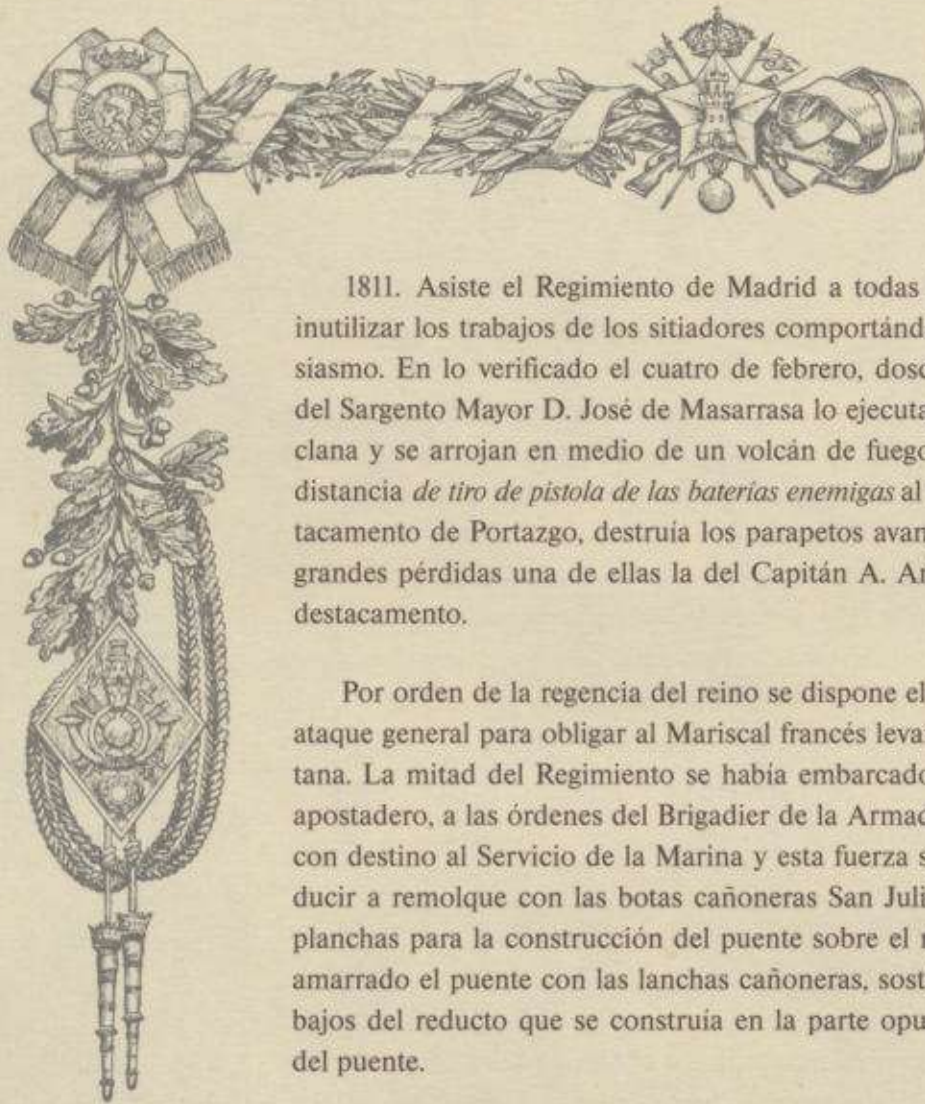 1811. Asiste el Regimiento de Madrid a todas
inutilizar los trabajos de los sitiadores comportánd
siasmo. En lo verificado el cuatro de febrero, dosc
del Sargento Mayor D. José de Masarrasa lo ejecuta
clana y se arrojan en medio de un volcán de fuego
distancia de tiro de pistola de las baterías enemigas al
tacamento de Portazgo, destruía los parapetos avan
grandes pérdidas una de ellas la del Capitán A. An
destacamento.
Por orden de la regencia del reino se dispone el
ataque general para obligar al Mariscal francés leva
tana. La mitad del Regimiento se había embarcado
apostadero, a las órdenes del Brigadier de la Armad
con destino al Servicio de la Marina y esta fuerza s
ducir a remolque con las botas cañoneras San Juli
planchas para la construcción del puente sobre el r
amarrado el puente con las lanchas cañoneras, sost
bajos del reducto que se construía en la parte opu
del puente.